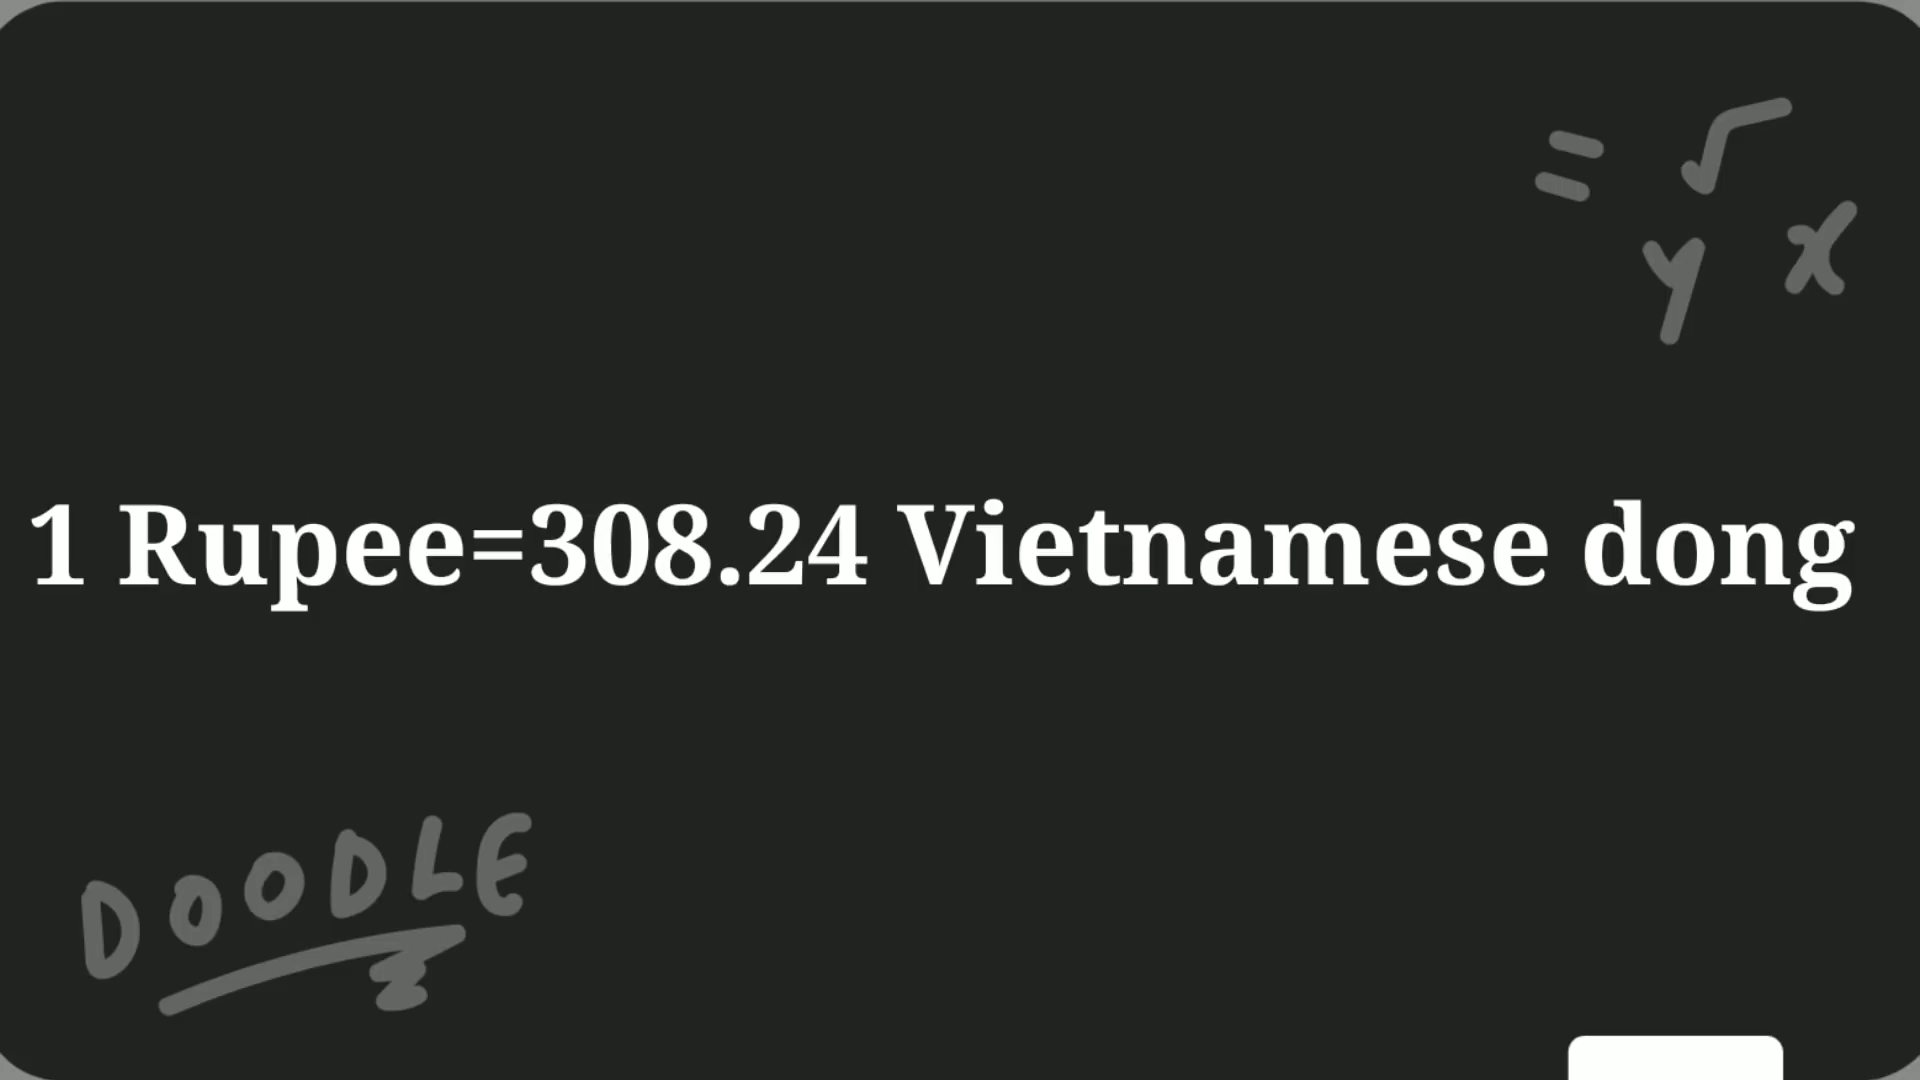 = √
y x
1 Rupee=308.24 Vietnamese dong
DOODLE